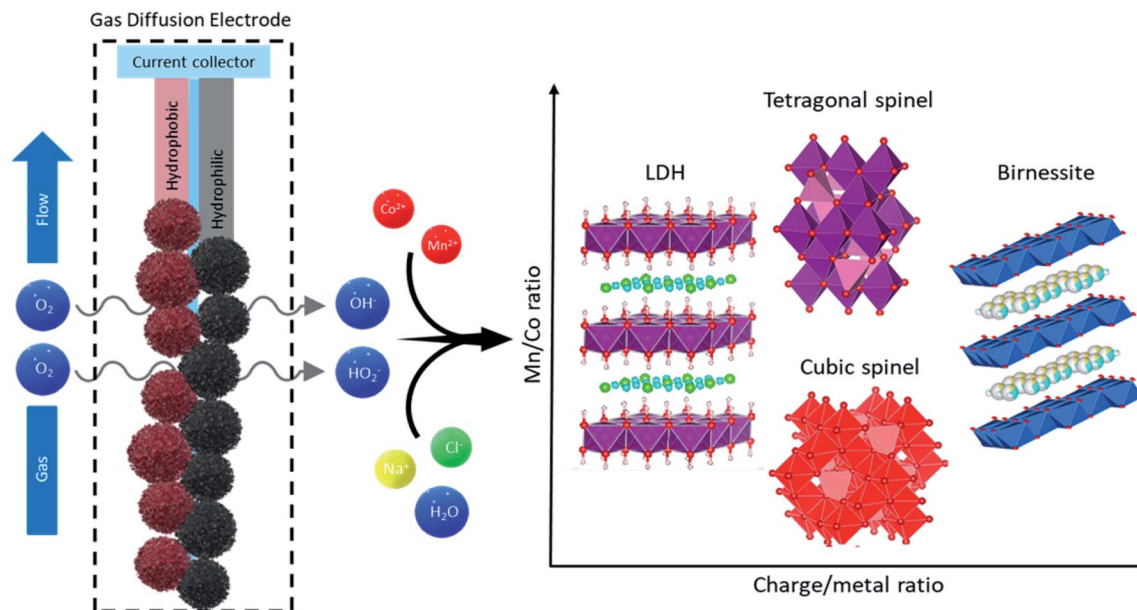 Gas Diffusion Electrode
Current collector
Hydrophobic
Hydrophilic
Flow
O₂
O₂
Gas
OH⁻
HO₂⁻
Co²⁺
Mn²⁺
Cl⁻
Na⁺
H₂O
Mn/Co ratio
Tetragonal spinel
LDH
Birnessite
Cubic spinel
Charge/metal ratio